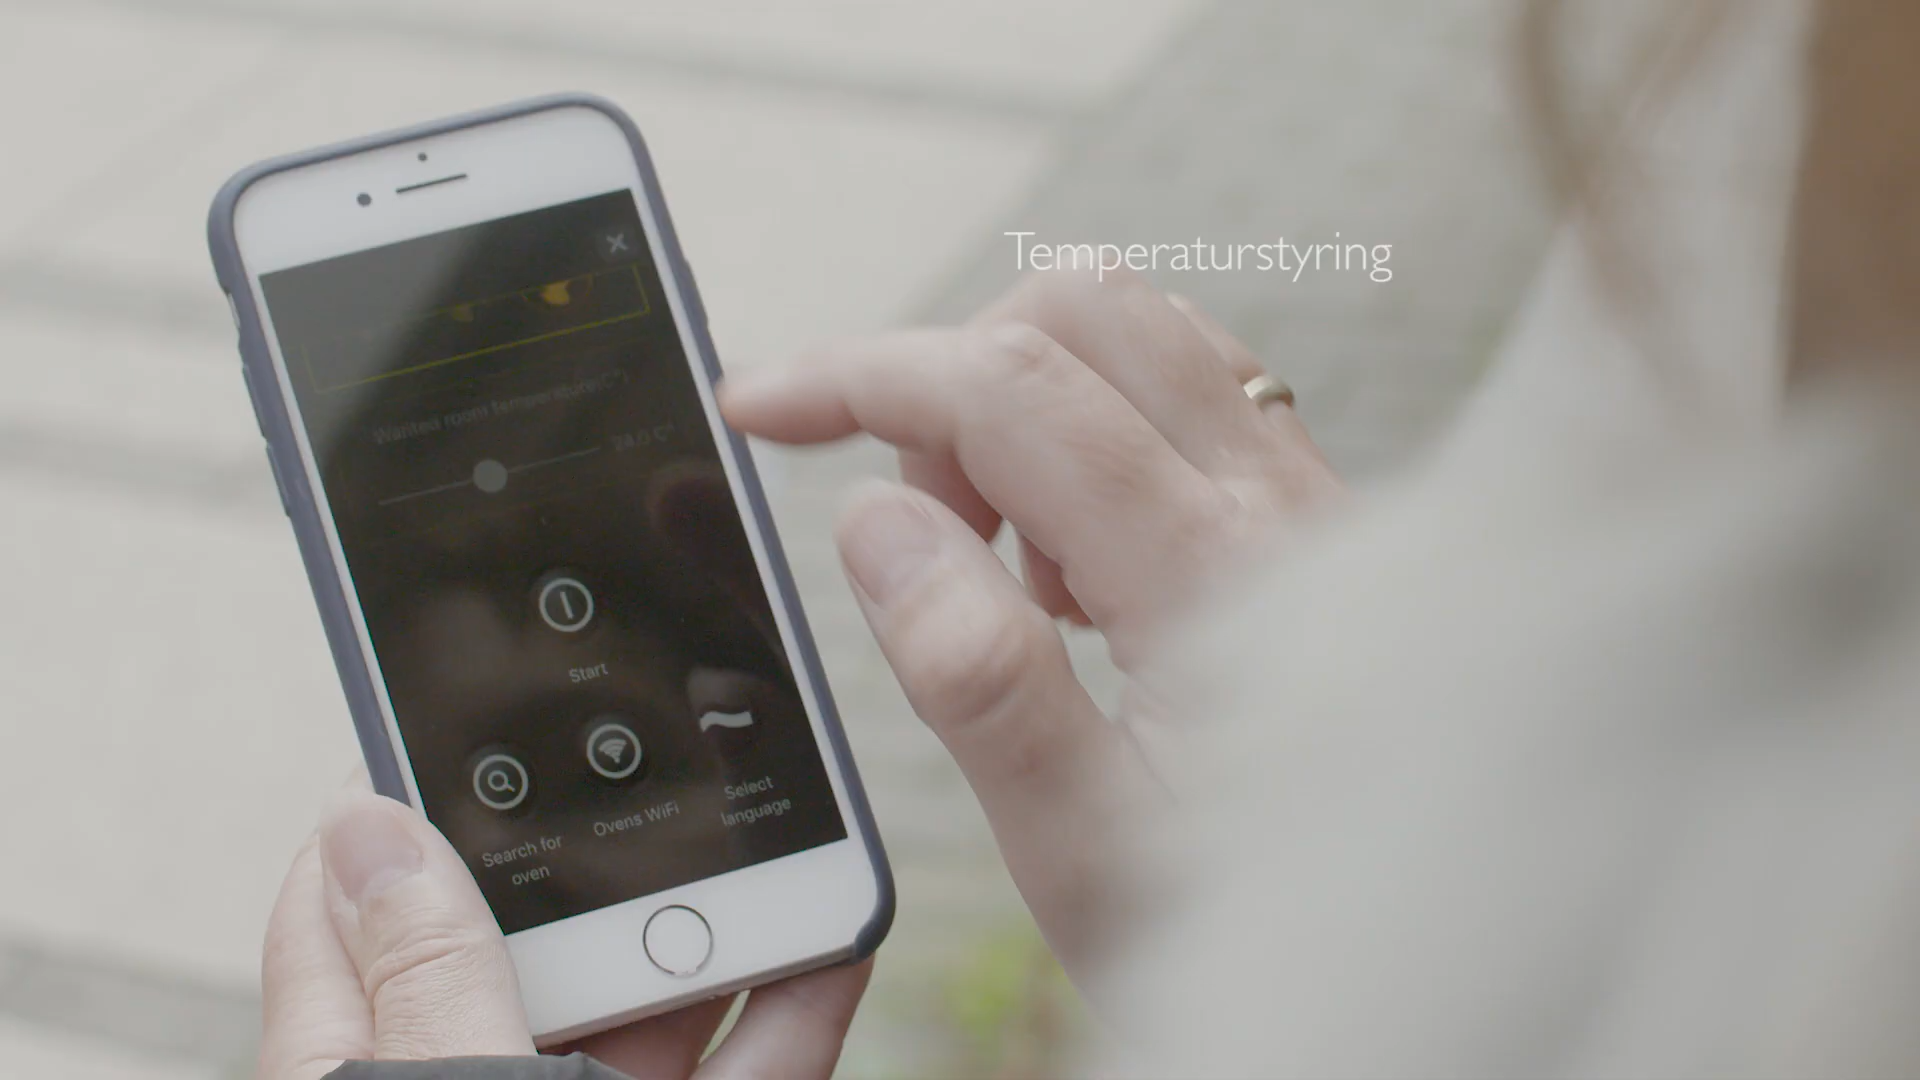 Temperaturstyring
Wanted room temperature(C°)
24.0 C°
Start
Search for
oven
Ovens WiFi
Select
language